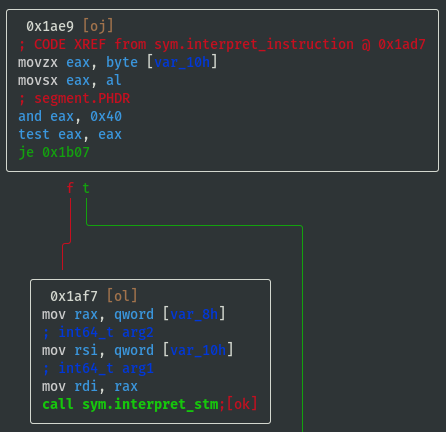 0x1ae9 [oj]
; CODE XREF from sym.interpret_instruction @ 0x1ad7
movzx eax, byte [var_10h]
movsx eax, al
; segment.PHDR
and eax, 0x40
test eax, eax
je 0x1b07
f t
0x1af7 [ol]
mov rax, qword [var_8h]
; int64_t arg2
mov rsi, qword [var_10h]
; int64_t arg1
mov rdi, rax
call sym.interpret_stm;[ok]